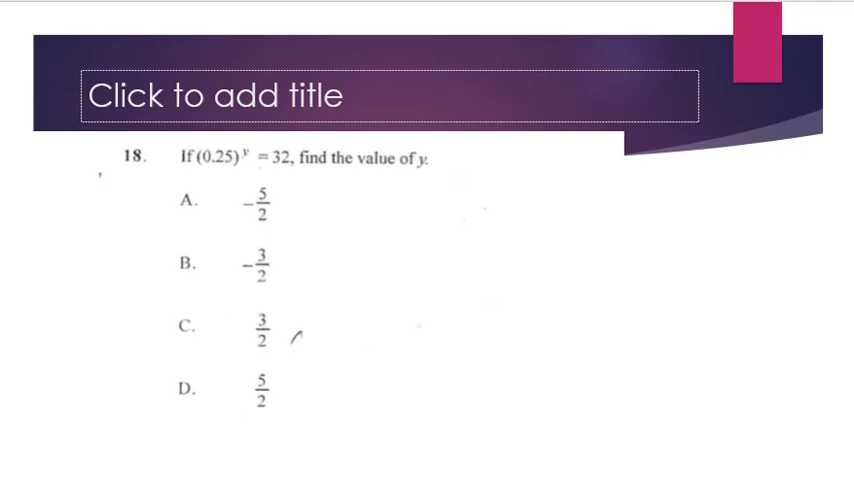 Click to add title
18. If (0.25)^y = 32, find the value of y.
A. -5/2
B. -3/2
C. 3/2
D. 5/2